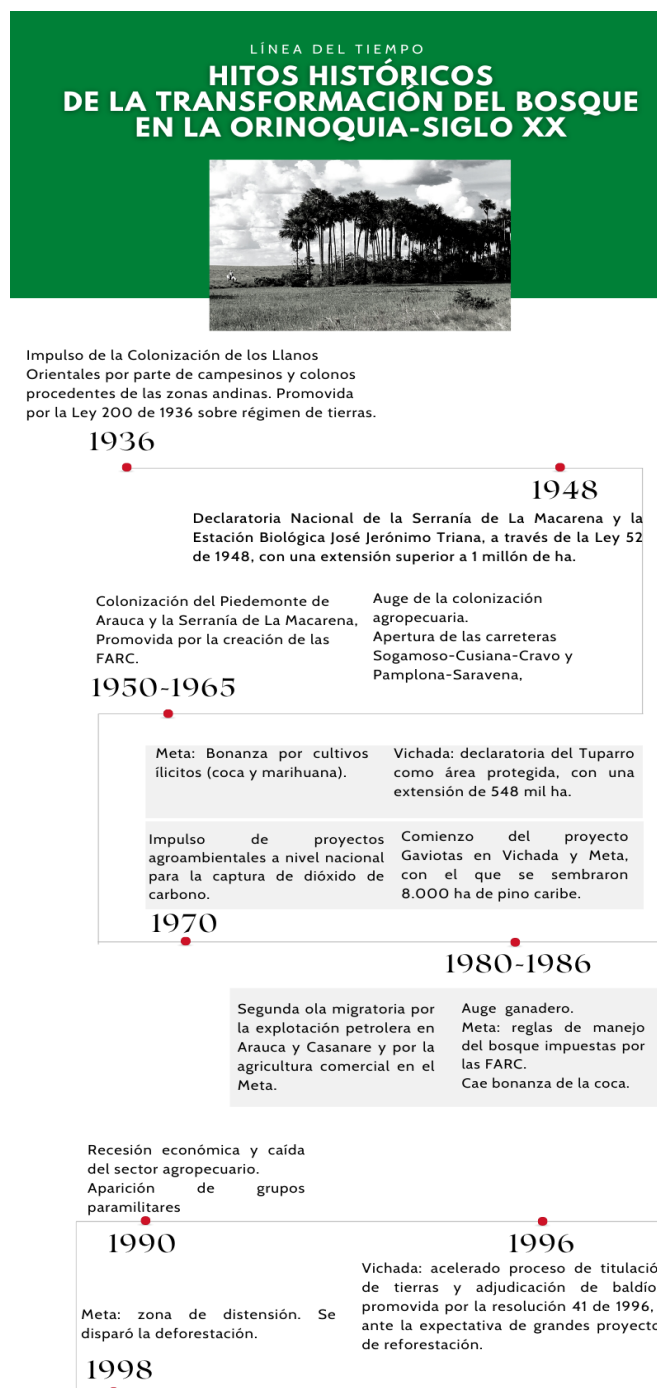 LÍNEA DEL TIEMPO
HITOS HISTÓRICOS
DE LA TRANSFORMACIÓN DEL BOSQUE
EN LA ORINOQUIA-SIGLO XX
Impulso de la Colonización de los Llanos
Orientales por parte de campesinos y colonos
procedentes de las zonas andinas. Promovida
por la Ley 200 de 1936 sobre régimen de tierras.
1936
1948
Declaratoria Nacional de la Serranía de La Macarena y la
Estación Biológica José Jerónimo Triana, a través de la Ley 52
de 1948, con una extensión superior a 1 millón de ha.
Colonización del Piedemonte de
Arauca y la Serranía de La Macarena,
Promovida por la creación de las
FARC.
Auge de la colonización
agropecuaria.
Apertura de las carreteras
Sogamoso-Cusiana-Cravo y
Pamplona-Saravena,
1950-1965
Meta: Bonanza por cultivos
ílicitos (coca y marihuana).
Vichada: declaratoria del Tuparro
como área protegida, con una
extensión de 548 mil ha.
Impulso de proyectos
agroambientales a nivel nacional
para la captura de dióxido de
carbono.
Comienzo del proyecto
Gaviotas en Vichada y Meta,
con el que se sembraron
8.000 ha de pino caribe.
1970
1980-1986
Segunda ola migratoria por
la explotación petrolera en
Arauca y Casanare y por la
agricultura comercial en el
Meta.
Auge ganadero.
Meta: reglas de manejo
del bosque impuestas por
las FARC.
Cae bonanza de la coca.
Recesión económica y caída
del sector agropecuario.
Aparición de grupos
paramilitares
1990
1996
Vichada: acelerado proceso de titulació
de tierras y adjudicación de baldío
promovida por la resolución 41 de 1996,
ante la expectativa de grandes proyecto
de reforestación.
Meta: zona de distensión. Se
disparó la deforestación.
1998